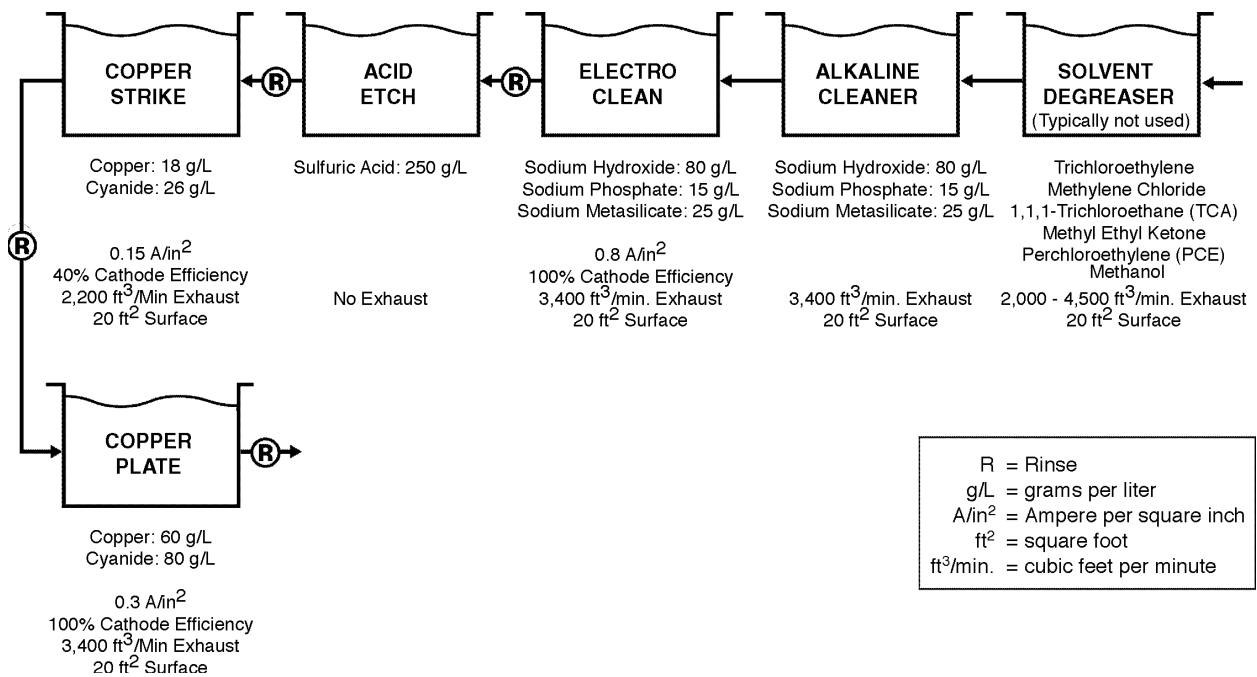 COPPER
STRIKE
R
ACID
ETCH
R
ELECTRO
CLEAN
ALKALINE
CLEANER
SOLVENT
DEGREASER
(Typically not used)
Copper: 18 g/L
Cyanide: 26 g/L
0.15 A/in²
40% Cathode Efficiency
2,200 ft³/Min Exhaust
20 ft² Surface
Sulfuric Acid: 250 g/L
No Exhaust
Sodium Hydroxide: 80 g/L
Sodium Phosphate: 15 g/L
Sodium Metasilicate: 25 g/L
0.8 A/in²
100% Cathode Efficiency
3,400 ft³/min. Exhaust
20 ft² Surface
Sodium Hydroxide: 80 g/L
Sodium Phosphate: 15 g/L
Sodium Metasilicate: 25 g/L
3,400 ft³/min. Exhaust
20 ft² Surface
Trichloroethylene
Methylene Chloride
1,1,1-Trichloroethane (TCA)
Methyl Ethyl Ketone
Perchloroethylene (PCE)
Methanol
2,000 - 4,500 ft³/min. Exhaust
20 ft² Surface
R
COPPER
PLATE
R
Copper: 60 g/L
Cyanide: 80 g/L
0.3 A/in²
100% Cathode Efficiency
3,400 ft³/Min Exhaust
20 ft² Surface
R = Rinse
g/L = grams per liter
A/in² = Ampere per square inch
ft² = square foot
ft³/min. = cubic feet per minute